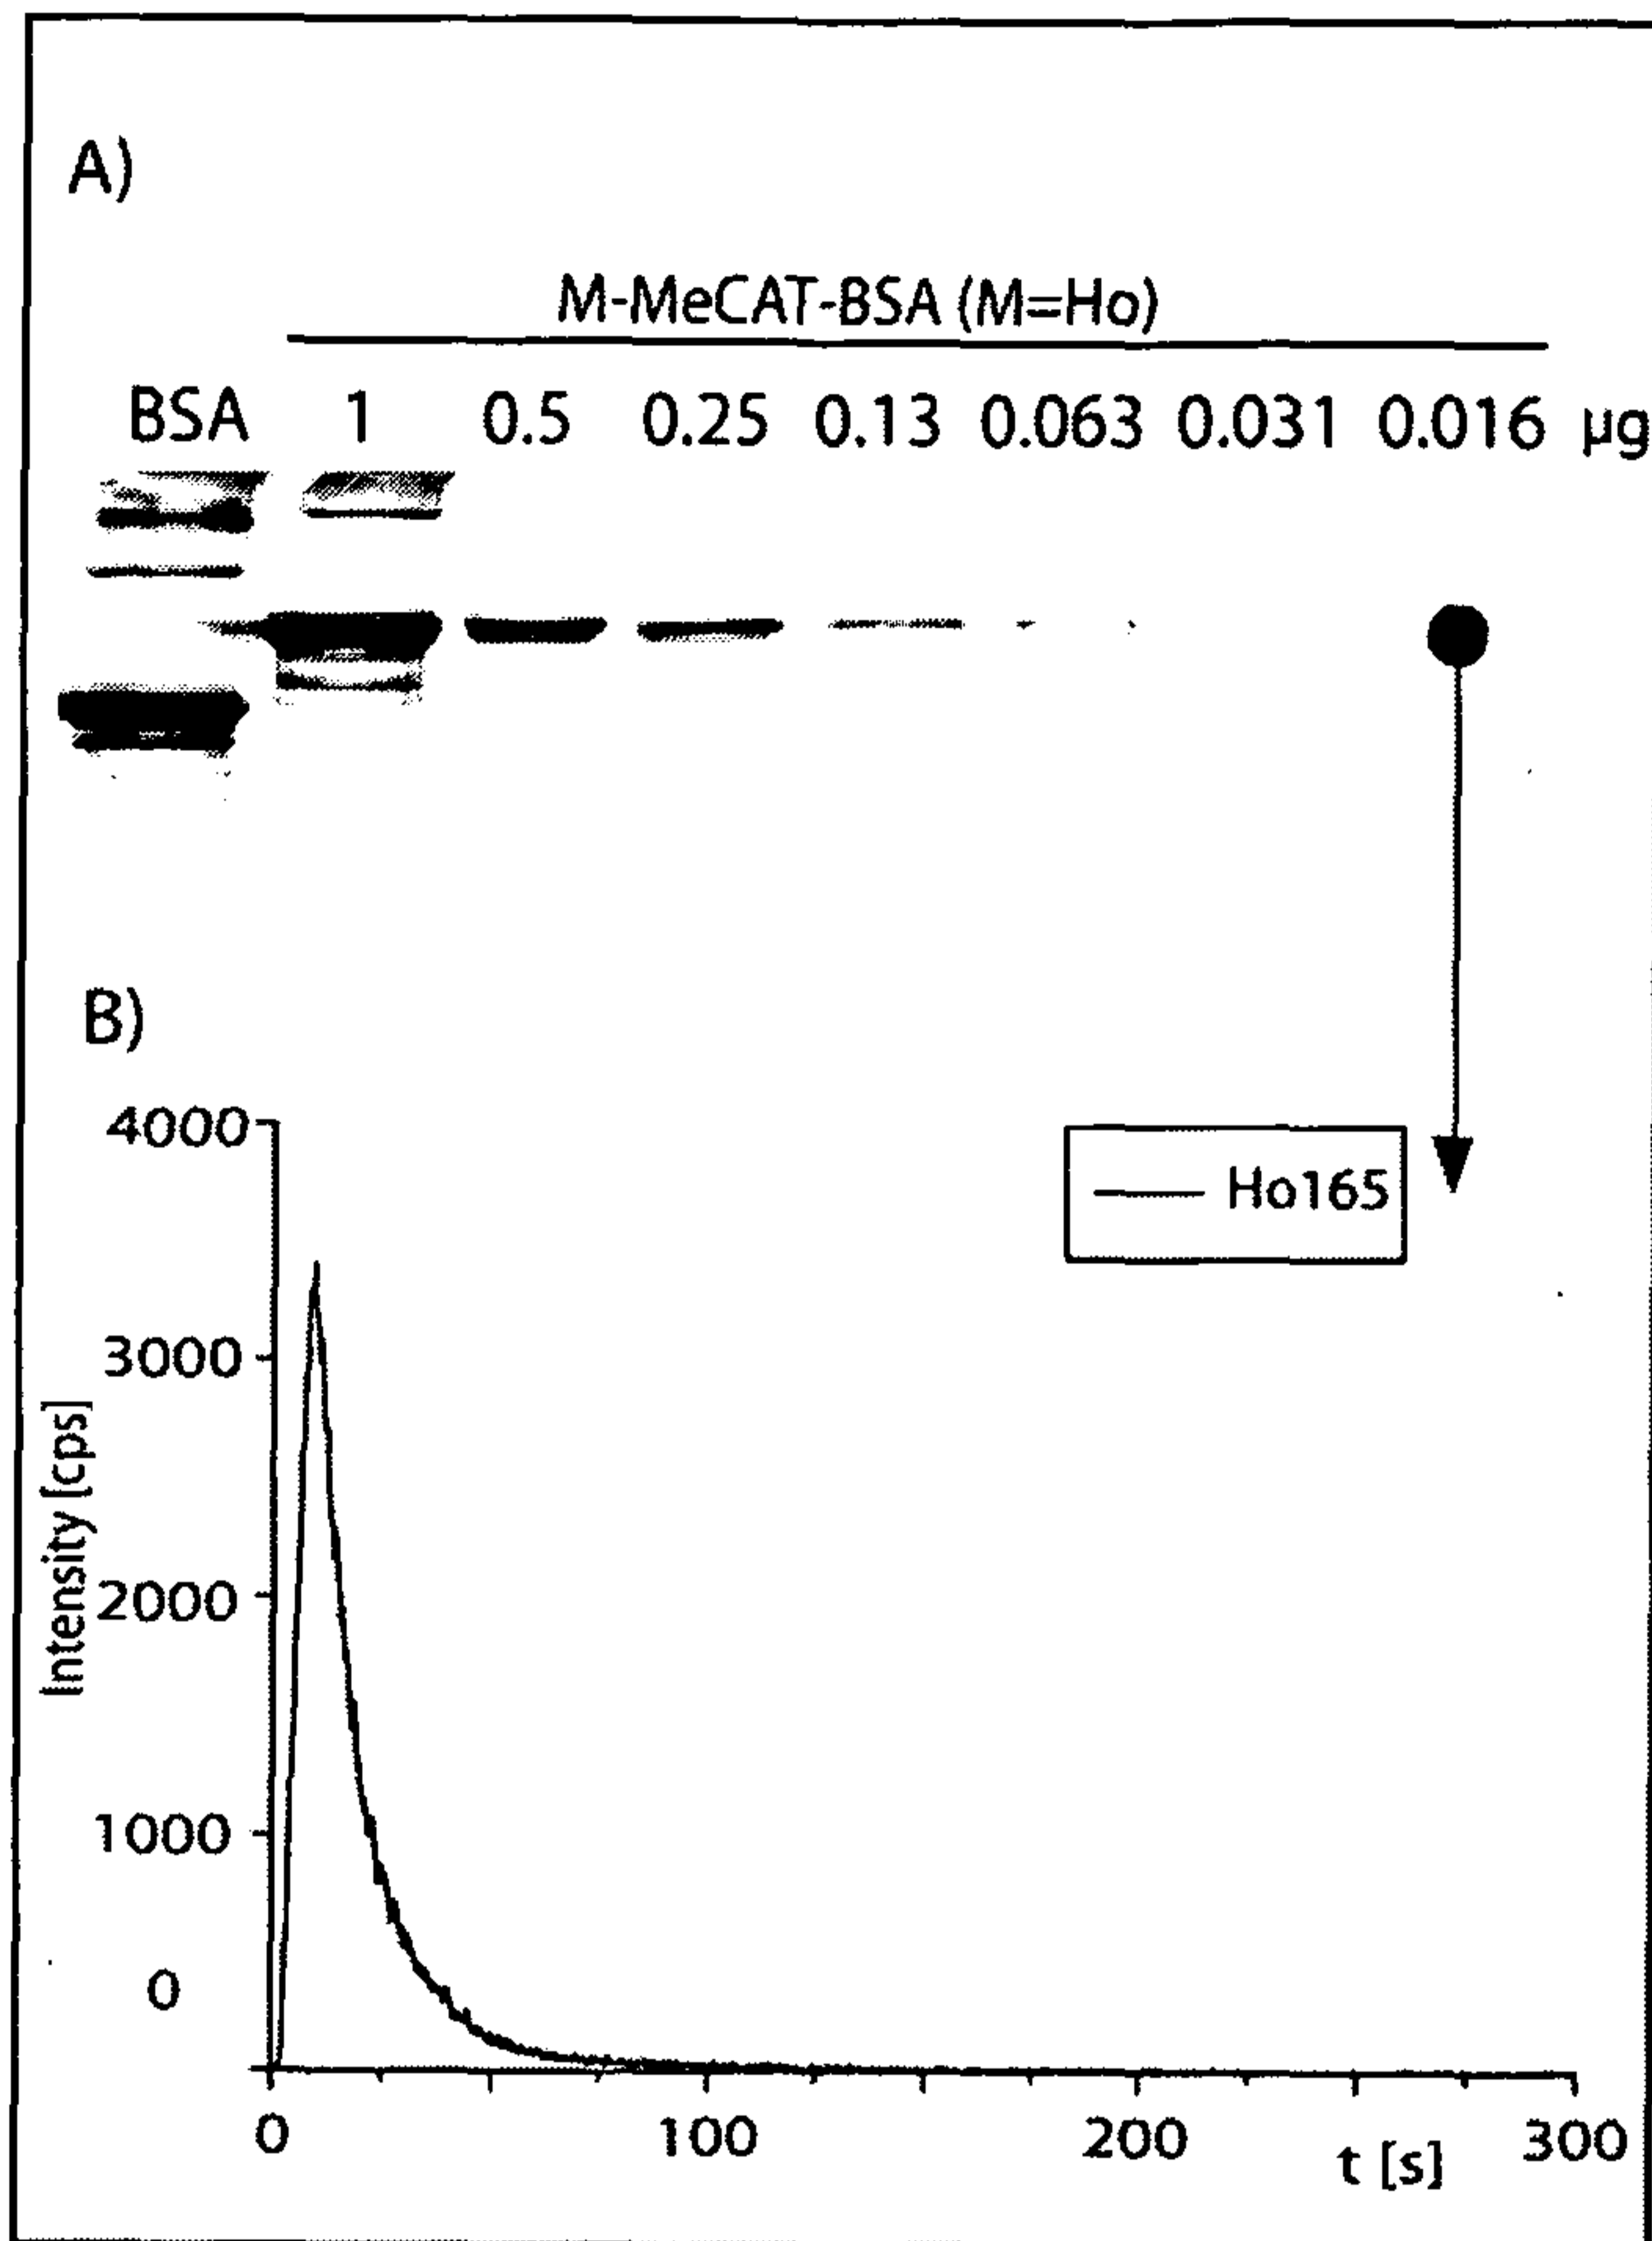 A)
M-MeCAT-BSA (M=Ho)
BSA 1 0.5 0.25 0.13 0.063 0.031 0.016 µg
B)
4000
Ho165
3000
Intensity [cps]
2000
1000
0
0 100 200 300
t [s]